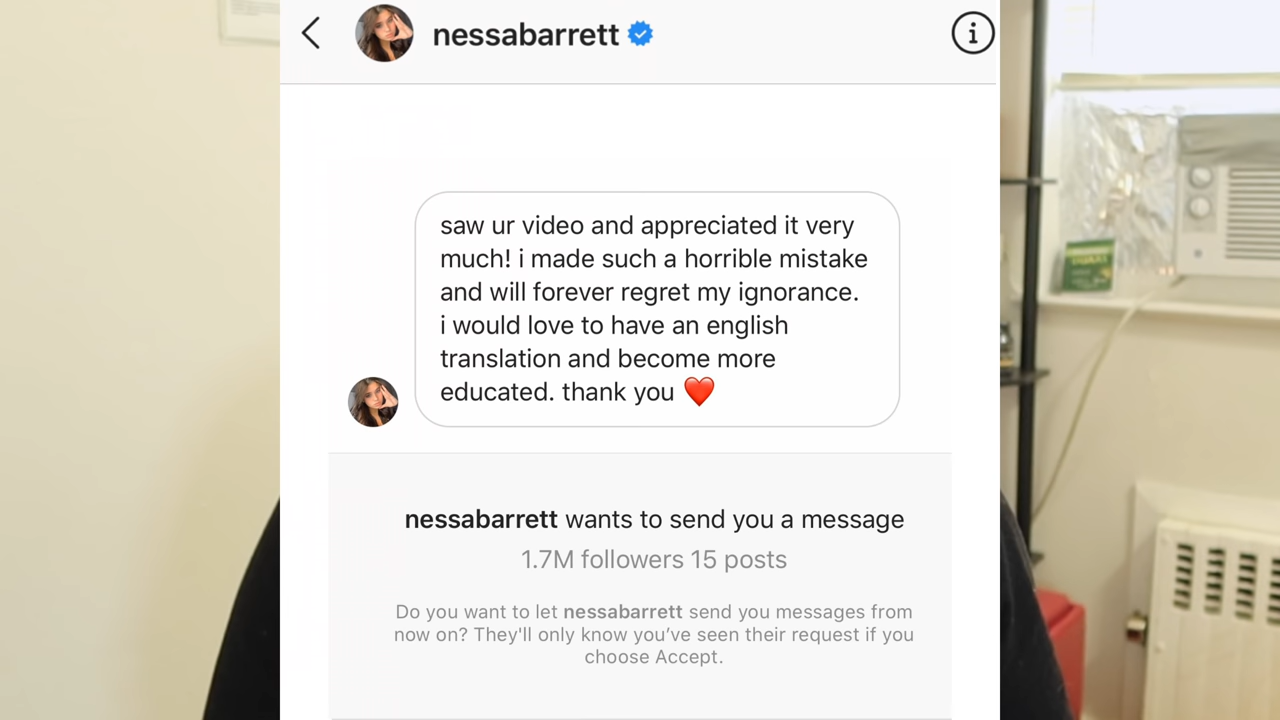 nessabarrett
saw ur video and appreciated it very
much! i made such a horrible mistake
and will forever regret my ignorance.
i would love to have an english
translation and become more
educated. thank you ❤️
nessabarrett wants to send you a message
1.7M followers 15 posts
Do you want to let nessabarrett send you messages from
now on? They'll only know you've seen their request if you
choose Accept.